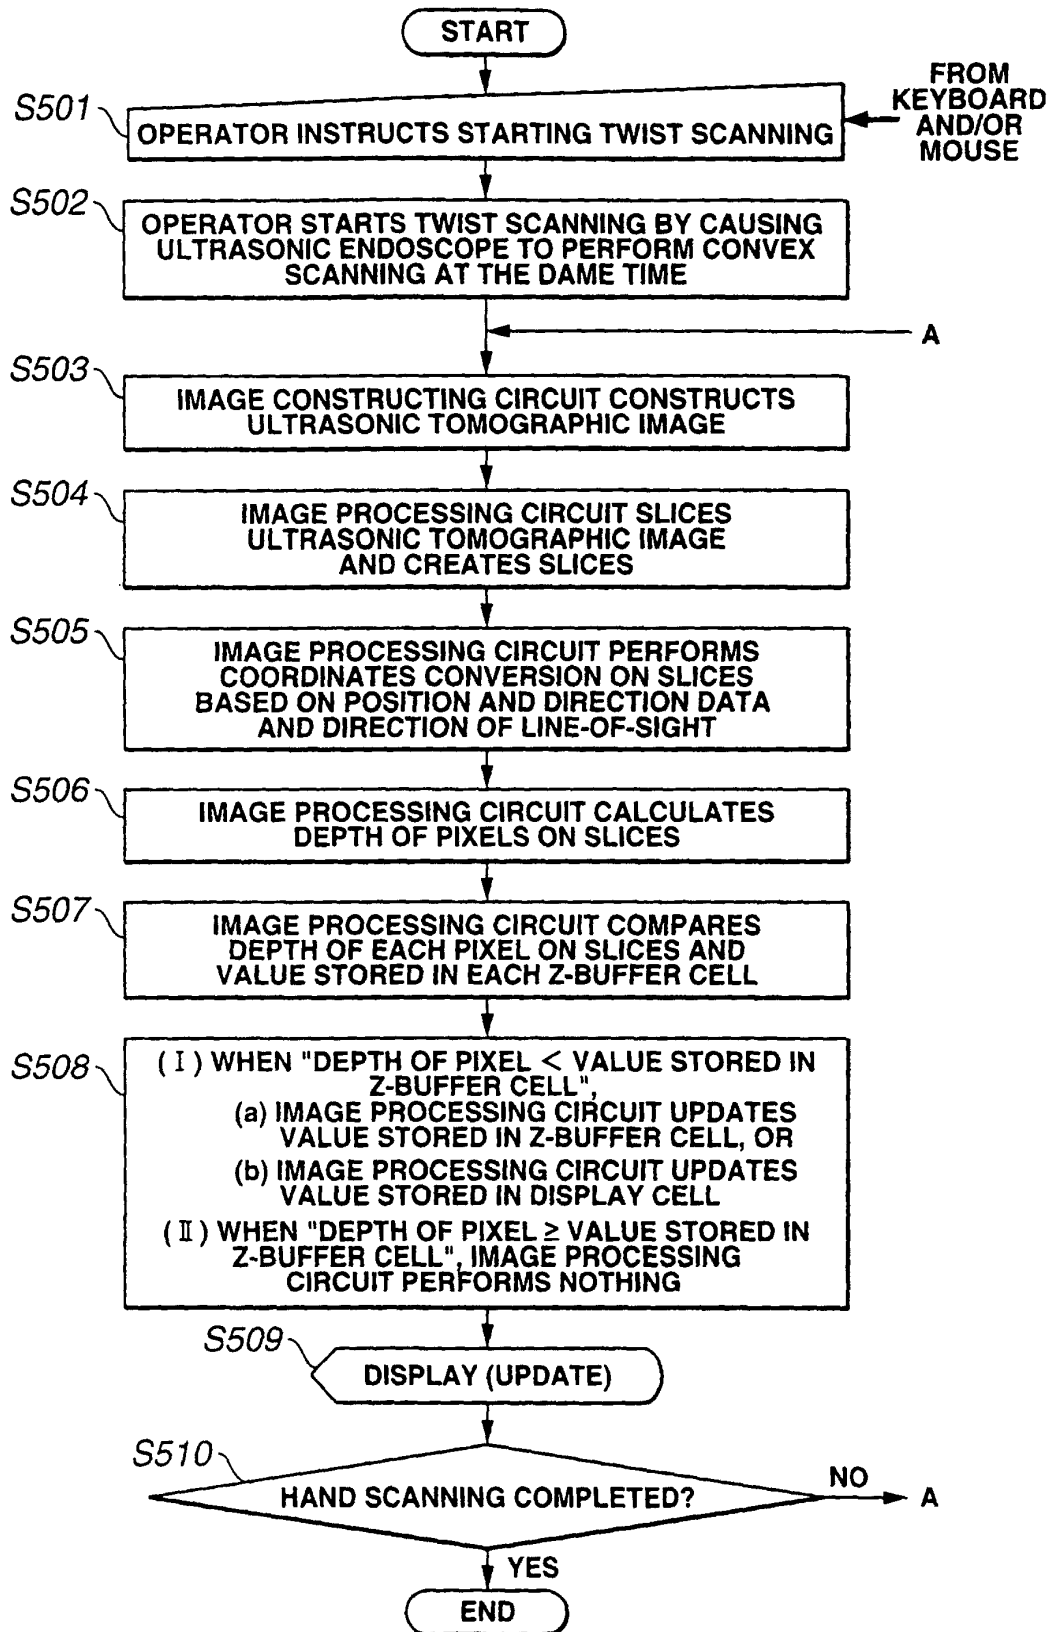 START
FROM
KEYBOARD
AND/OR
MOUSE
S501
OPERATOR INSTRUCTS STARTING TWIST SCANNING
S502
OPERATOR STARTS TWIST SCANNING BY CAUSING
ULTRASONIC ENDOSCOPE TO PERFORM CONVEX
SCANNING AT THE DAME TIME
A
S503
IMAGE CONSTRUCTING CIRCUIT CONSTRUCTS
ULTRASONIC TOMOGRAPHIC IMAGE
S504
IMAGE PROCESSING CIRCUIT SLICES
ULTRASONIC TOMOGRAPHIC IMAGE
AND CREATES SLICES
S505
IMAGE PROCESSING CIRCUIT PERFORMS
COORDINATES CONVERSION ON SLICES
BASED ON POSITION AND DIRECTION DATA
AND DIRECTION OF LINE-OF-SIGHT
S506
IMAGE PROCESSING CIRCUIT CALCULATES
DEPTH OF PIXELS ON SLICES
S507
IMAGE PROCESSING CIRCUIT COMPARES
DEPTH OF EACH PIXEL ON SLICES AND
VALUE STORED IN EACH Z-BUFFER CELL
S508
(Ⅰ) WHEN "DEPTH OF PIXEL < VALUE STORED IN
Z-BUFFER CELL",
(a) IMAGE PROCESSING CIRCUIT UPDATES
VALUE STORED IN Z-BUFFER CELL, OR
(b) IMAGE PROCESSING CIRCUIT UPDATES
VALUE STORED IN DISPLAY CELL
(Ⅱ) WHEN "DEPTH OF PIXEL ≥ VALUE STORED IN
Z-BUFFER CELL", IMAGE PROCESSING
CIRCUIT PERFORMS NOTHING
S509
DISPLAY (UPDATE)
S510
HAND SCANNING COMPLETED?
NO
A
YES
END